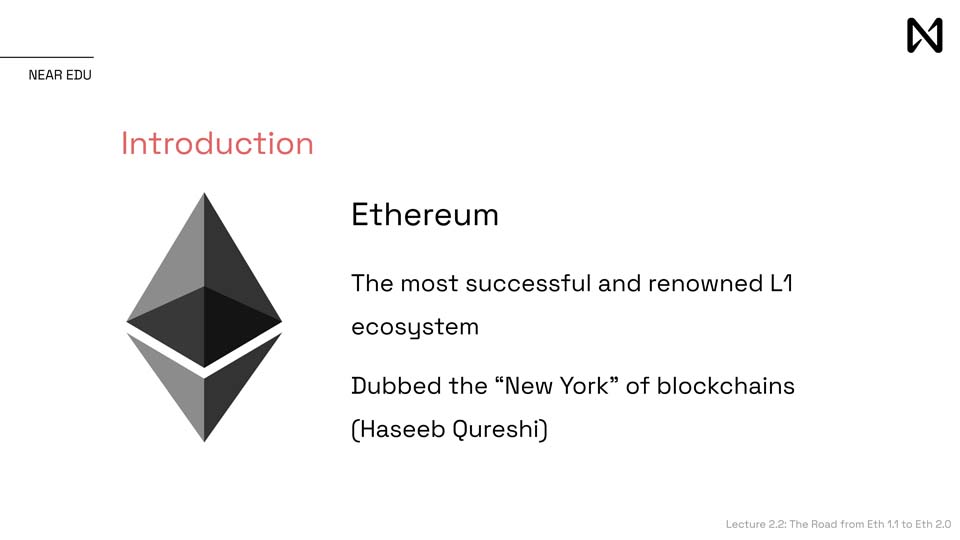 NEAR EDU
Introduction
Ethereum
The most successful and renowned L1
ecosystem
Dubbed the “New York” of blockchains
(Haseeb Qureshi)
Lecture 2.2: The Road from Eth 1.1 to Eth 2.0